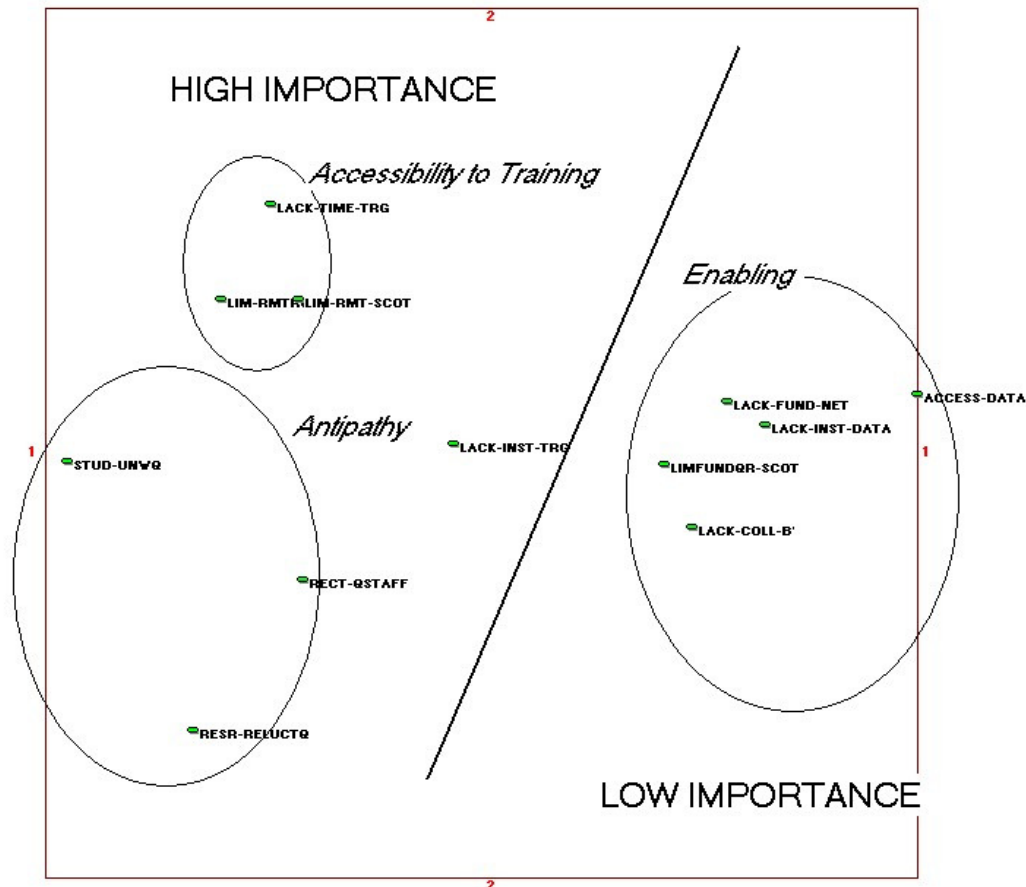 2
HIGH IMPORTANCE
Accessibility to Training
LACK-TIME-TRG
Enabling
LIM-RMTR LIM-RMT-SCOT
ACCESS-DATA
LACK-FUND-NET
Antipathy
LACK-INST-DATA
LACK-INST-TRG
1
1
STUD-UNWQ
LIMFUNDQR-SCOT
LACK-COLL-B'
RECT-QSTAFF
RESR-RELUCTQ
LOW IMPORTANCE
2